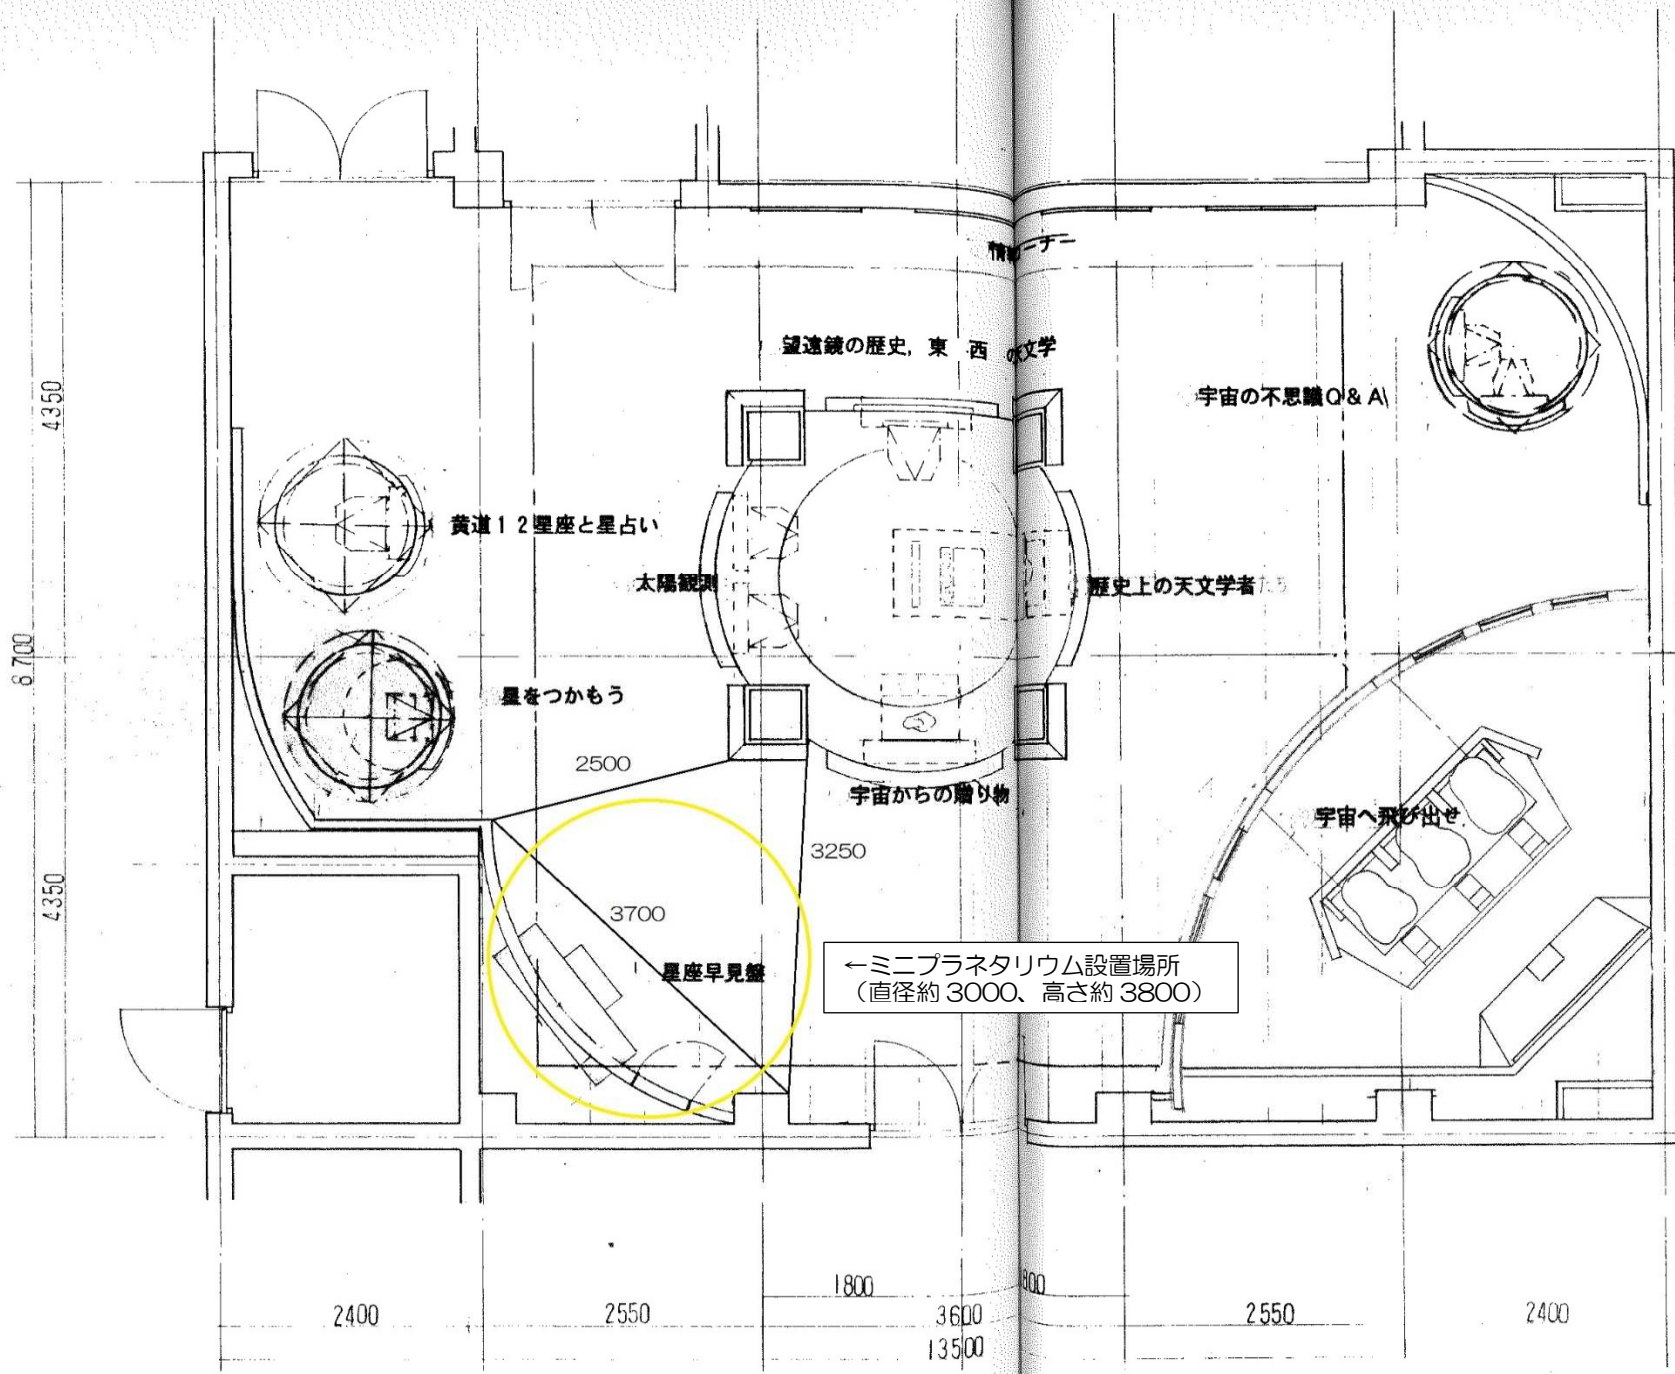 情報コーナー
望遠鏡の歴史，東 西 の天文学
宇宙の不思議Q＆A
4350
黄道12星座と星占い
太陽観測
歴史上の天文学者たち
8700
星をつかもう
2500
宇宙からの贈り物
宇宙へ飛び出せ
3250
4350
3700
星座早見盤
←ミニプラネタリウム設置場所
（直径約3000、高さ約3800）
1800
2400
2550
3600
2550
2400
13500